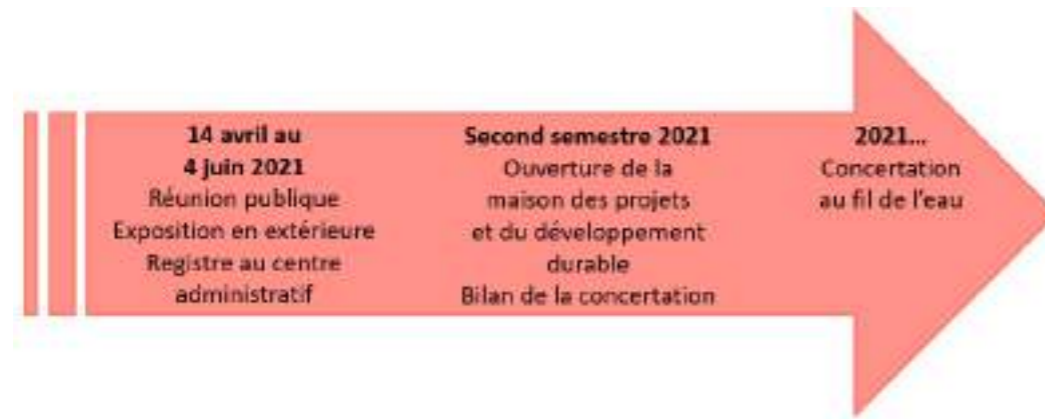 14 avril au
4 juin 2021
Réunion publique
Exposition en extérieure
Registre au centre
administratif
Second semestre 2021
Ouverture de la
maison des projets
et du développement
durable
Bilan de la concertation
2021...
Concertation
au fil de l'eau